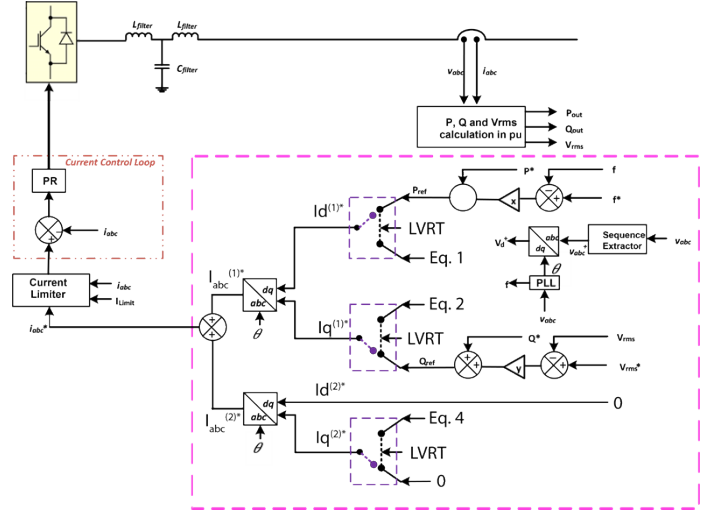 Lfilter
Lfilter
Cfilter
vabc
iabc
P, Q and Vrms
calculation in pu
Pout
Qout
Vrms
Current Control Loop
PR
iabc
Current
Limiter
iabc
ILimit
iabc*
Iabc(1)*
dq
abc
θ
Id(1)*
Pref
P*
f
x
f*
LVRT
Eq. 1
Vd+
abc
dq
vabc+
Sequence
Extractor
vabc
θ
f
PLL
vabc
Eq. 2
Iq(1)*
LVRT
Qref
Q*
Vrms
y
Vrms*
Iabc(2)*
dq
abc
θ
Id(2)*
0
Eq. 4
Iq(2)*
LVRT
0